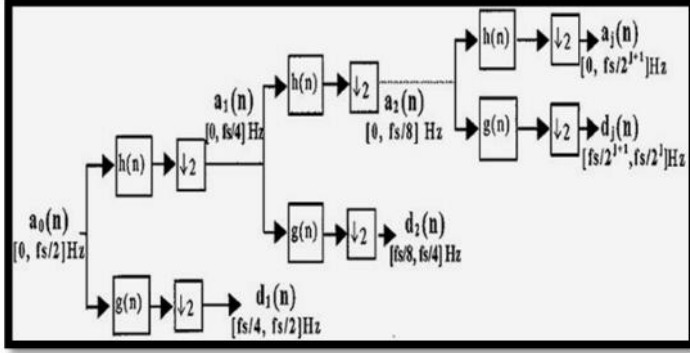 h(n) ↓2 aj(n)
[0, fs/2^J+1]Hz
h(n) ↓2 a2(n)
[0, fs/8] Hz
g(n) ↓2 dj(n)
[fs/2^J+1,fs/2^J]Hz
a1(n)
[0, fs/4] Hz
h(n) ↓2
a0(n)
[0, fs/2]Hz
g(n) ↓2 d2(n)
[fs/8, fs/4] Hz
g(n) ↓2 d1(n)
[fs/4, fs/2]Hz